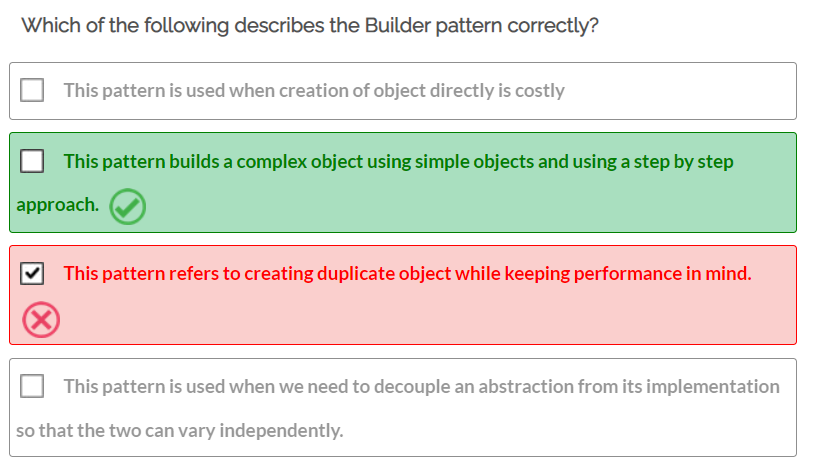 Which of the following describes the Builder pattern correctly?
This pattern is used when creation of object directly is costly
This pattern builds a complex object using simple objects and using a step by step
approach.
This pattern refers to creating duplicate object while keeping performance in mind.
This pattern is used when we need to decouple an abstraction from its implementation
so that the two can vary independently.